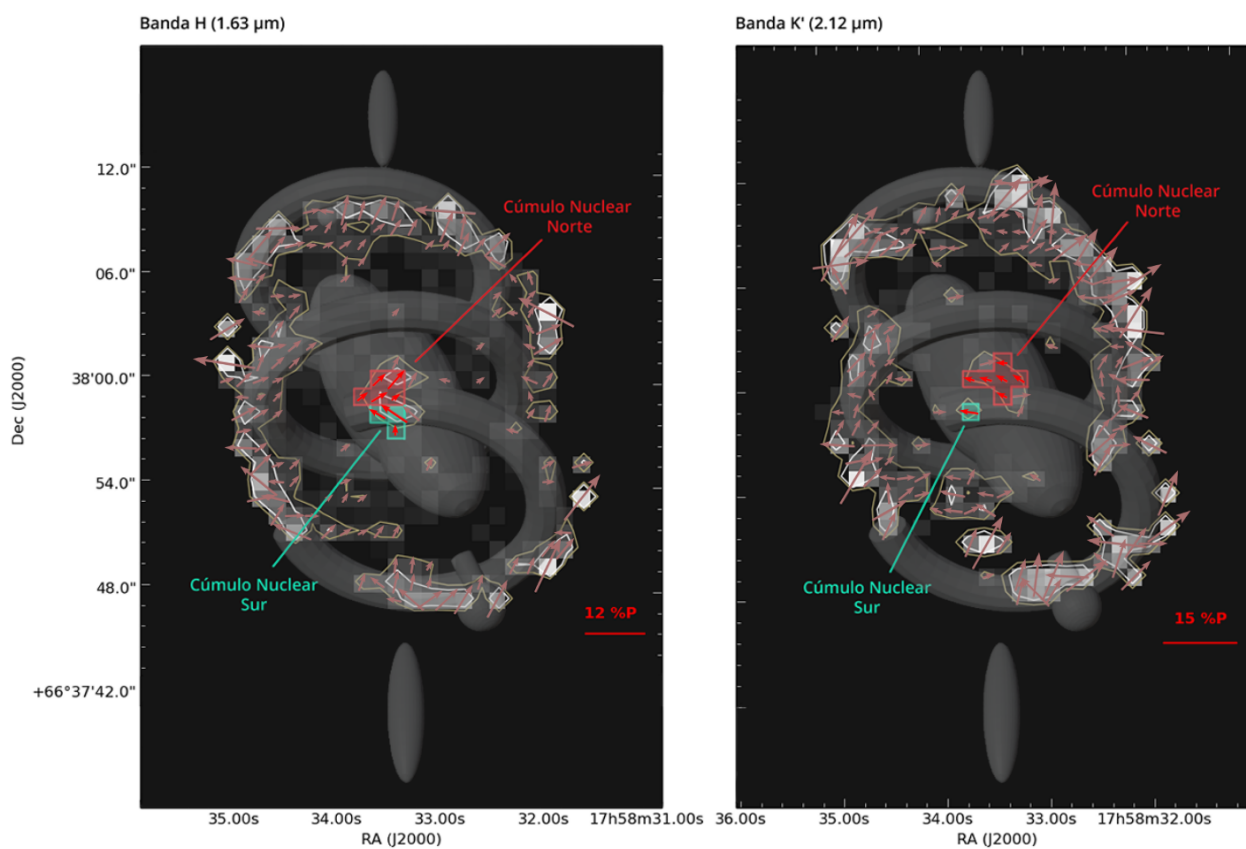 Banda H (1.63 μm)
Banda K' (2.12 μm)
12.0"
06.0"
38'00.0"
54.0"
48.0"
+66°37'42.0"
Dec (J2000)
Cúmulo Nuclear
Norte
Cúmulo Nuclear
Sur
12 %P
35.00s
34.00s
33.00s
32.00s
17h58m31.00s
RA (J2000)
Cúmulo Nuclear
Norte
Cúmulo Nuclear
Sur
15 %P
36.00s
35.00s
34.00s
33.00s
17h58m32.00s
RA (J2000)